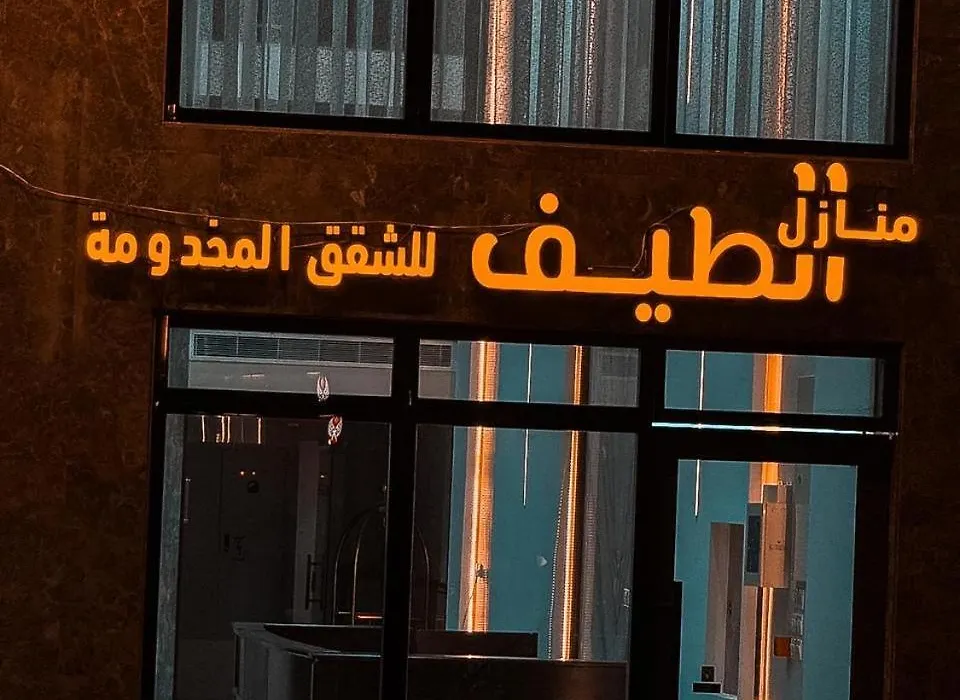 منازل
الطيف
للشقق المخدومة